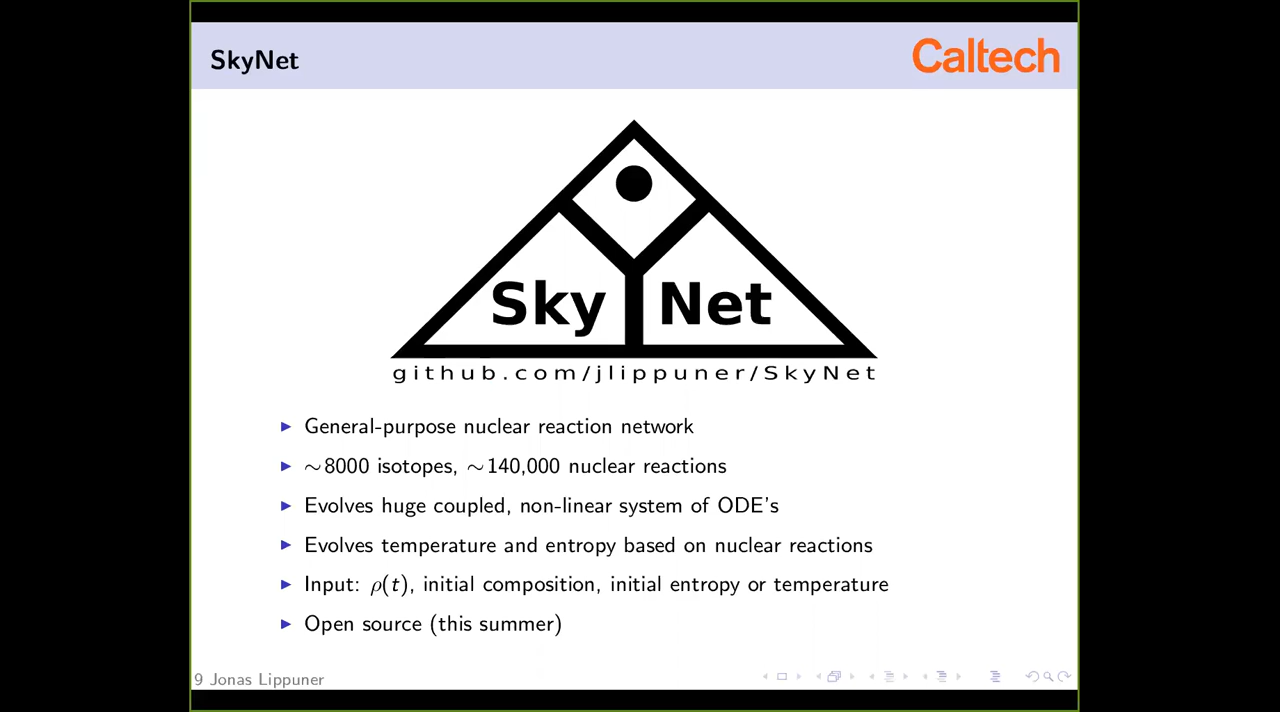 SkyNet
Caltech
Sky Net
github.com/jlippuner/SkyNet
General-purpose nuclear reaction network
∼8000 isotopes, ∼140,000 nuclear reactions
Evolves huge coupled, non-linear system of ODE's
Evolves temperature and entropy based on nuclear reactions
Input: ρ(t), initial composition, initial entropy or temperature
Open source (this summer)
9 Jonas Lippuner